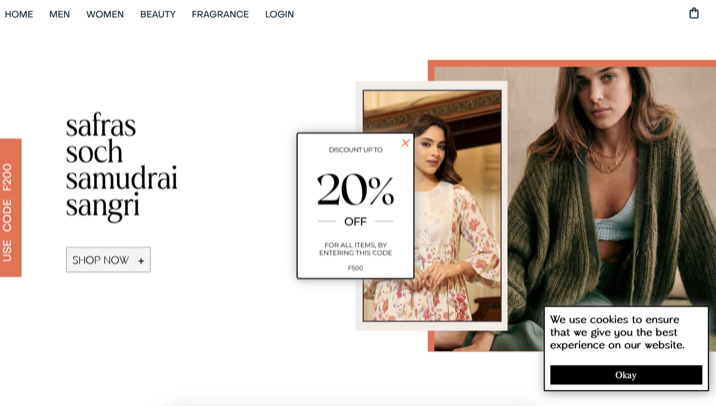 HOME MEN WOMEN BEAUTY FRAGRANCE LOGIN
safras
soch
samudrai
sangri
SHOP NOW +
USE CODE F200
DISCOUNT UP TO
20%
OFF
FOR ALL ITEMS, BY
ENTERING THIS CODE
F500
We use cookies to ensure
that we give you the best
experience on our website.
Okay